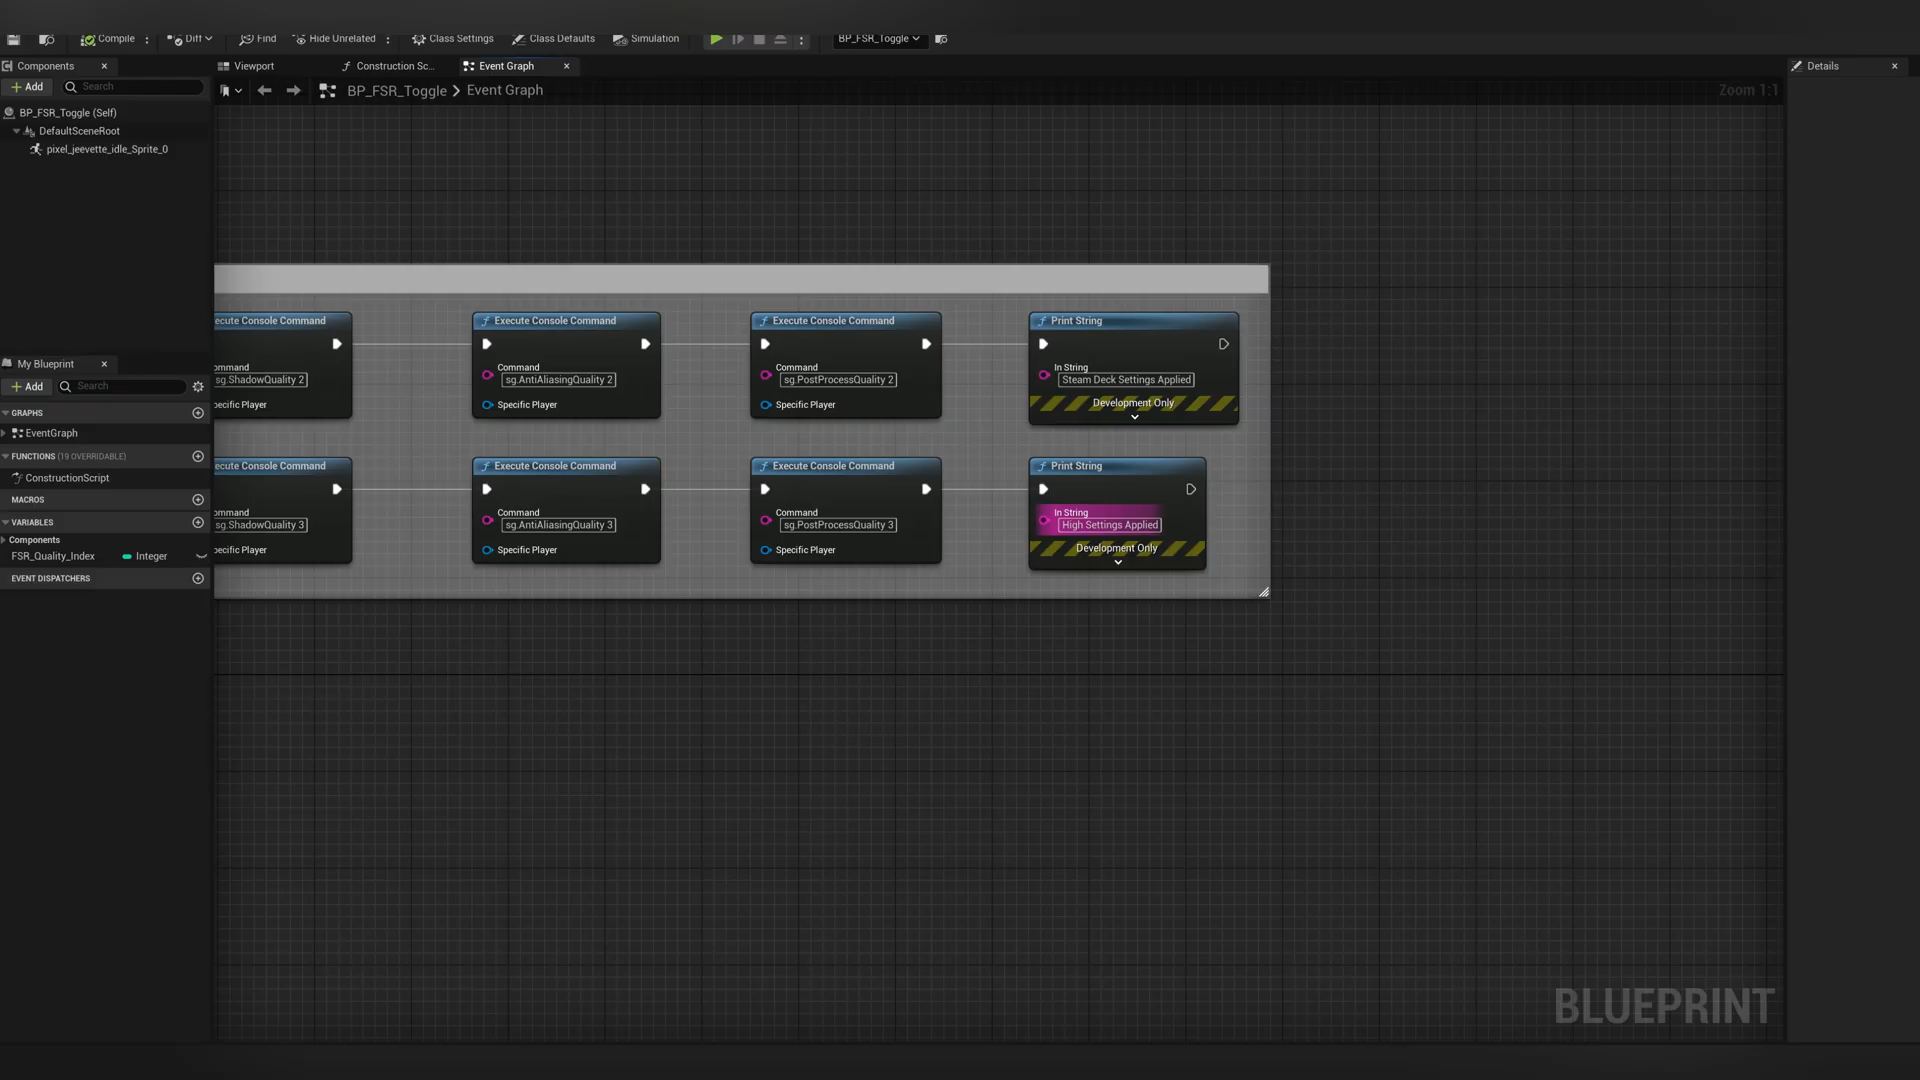 Compile
Diff
Find
Hide Unrelated
Class Settings
Class Defaults
Simulation
BP_FSR_Toggle
Components
Viewport
Construction Sc...
Event Graph
Details
Add
Search
BP_FSR_Toggle > Event Graph
Zoom 1:1
BP_FSR_Toggle (Self)
DefaultSceneRoot
pixel_jeevette_idle_Sprite_0
ecute Console Command
Execute Console Command
Execute Console Command
Print String
ommand
sg.ShadowQuality 2
pecific Player
Command
sg.AntiAliasingQuality 2
Specific Player
Command
sg.PostProcessQuality 2
Specific Player
In String
Steam Deck Settings Applied
Development Only
My Blueprint
Add
Search
GRAPHS
EventGraph
FUNCTIONS (19 OVERRIDABLE)
ConstructionScript
MACROS
VARIABLES
Components
FSR_Quality_Index
Integer
EVENT DISPATCHERS
ecute Console Command
Execute Console Command
Execute Console Command
Print String
ommand
sg.ShadowQuality 3
pecific Player
Command
sg.AntiAliasingQuality 3
Specific Player
Command
sg.PostProcessQuality 3
Specific Player
In String
High Settings Applied
Development Only
BLUEPRINT